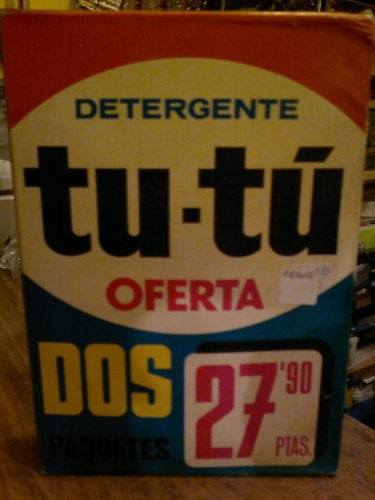 DETERGENTE
tu-tú
OFERTA
DOS
PAQUETES
27'90
PTAS.